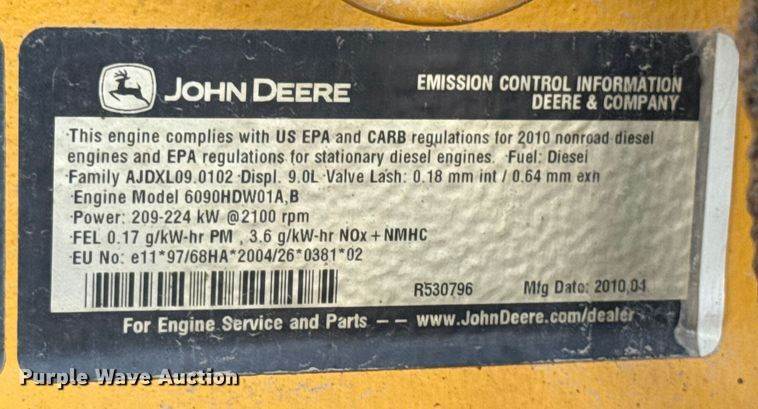 JOHN DEERE
EMISSION CONTROL INFORMATION
DEERE & COMPANY
This engine complies with US EPA and CARB regulations for 2010 nonroad diesel
engines and EPA regulations for stationary diesel engines. Fuel: Diesel
Family AJDXL09.0102 Displ. 9.0L Valve Lash: 0.18 mm int / 0.64 mm exh
Engine Model 6090HDW01A,B
Power: 209-224 kW @2100 rpm
FEL 0.17 g/kW-hr PM , 3.6 g/kW-hr NOx + NMHC
EU No: e11*97/68HA*2004/26*0381*02
R530796 Mfg Date: 2010,04
For Engine Service and Parts — — www.JohnDeere.com/dealer
Purple Wave Auction